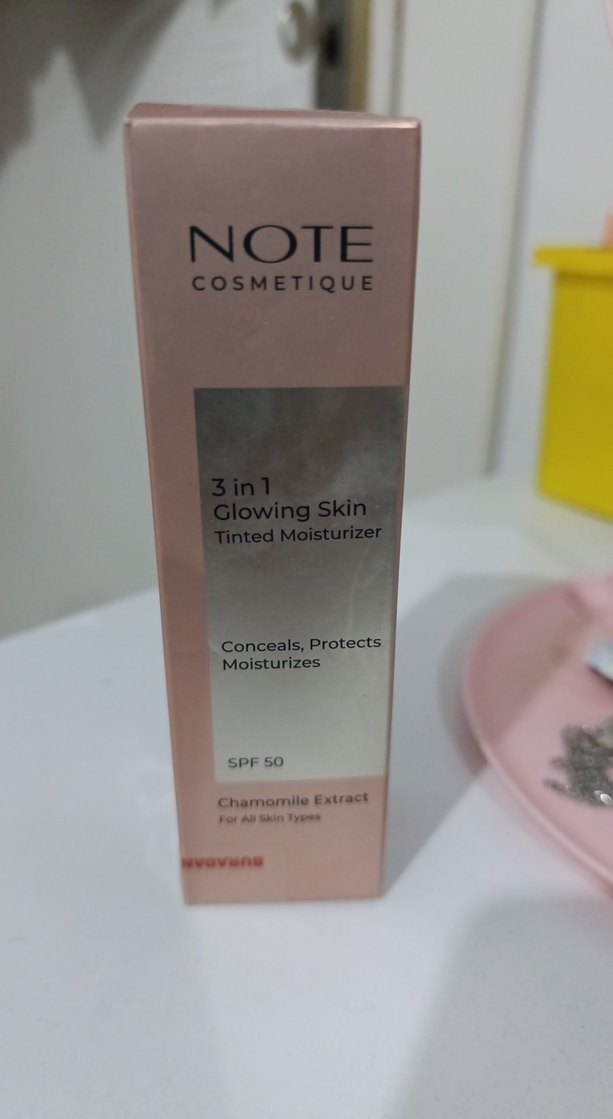 NOTE
COSMETIQUE
3 in 1
Glowing Skin
Tinted Moisturizer
Conceals, Protects
Moisturizes
SPF 50
Chamomile Extract
For All Skin Types
BURADAN